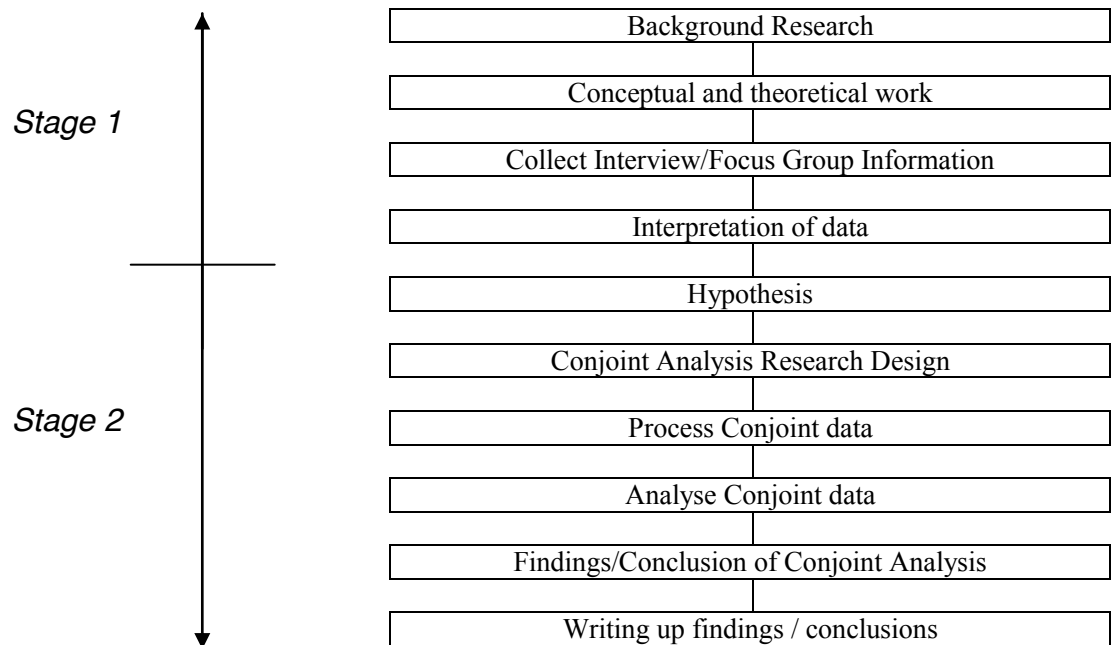 Background Research
Conceptual and theoretical work
Stage 1
Collect Interview/Focus Group Information
Interpretation of data
Hypothesis
Conjoint Analysis Research Design
Stage 2
Process Conjoint data
Analyse Conjoint data
Findings/Conclusion of Conjoint Analysis
Writing up findings / conclusions